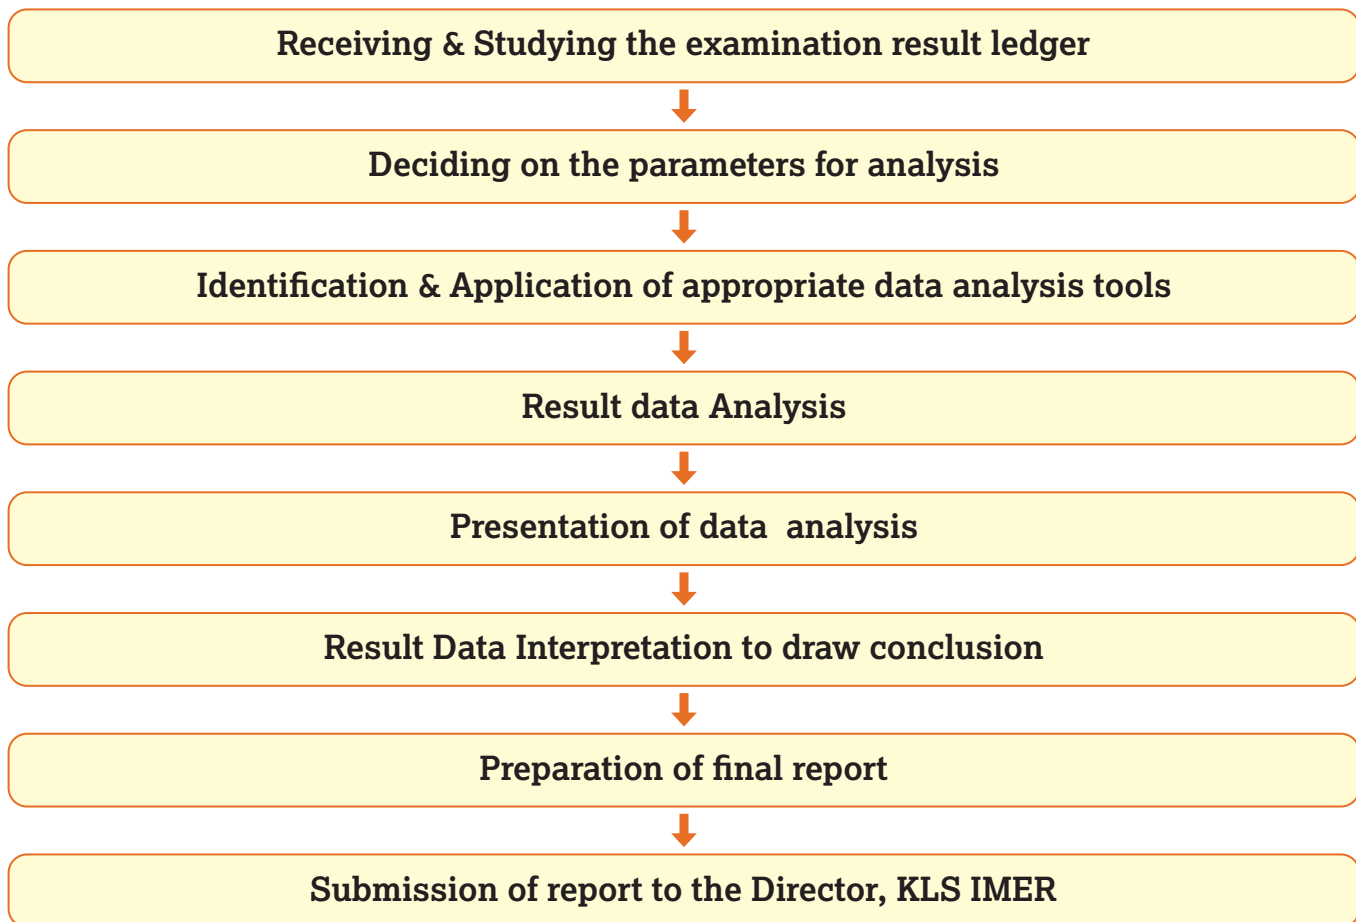 Receiving & Studying the examination result ledger
Deciding on the parameters for analysis
Identification & Application of appropriate data analysis tools
Result data Analysis
Presentation of data  analysis
Result Data Interpretation to draw conclusion
Preparation of final report
Submission of report to the Director, KLS IMER